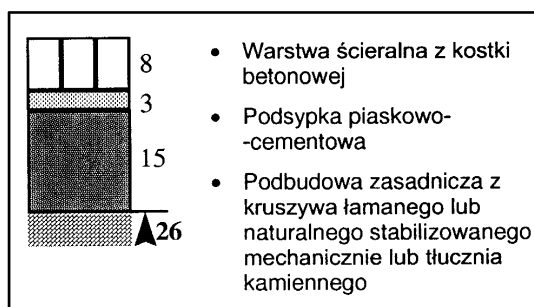 8
3
15
26
• Warstwa ścieralna z kostki
betonowej
• Podsypka piaskowo-
-cementowa
• Podbudowa zasadnicza z
kruszywa łamanego lub
naturalnego stabilizowanego
mechanicznie lub tłucznia
kamiennego